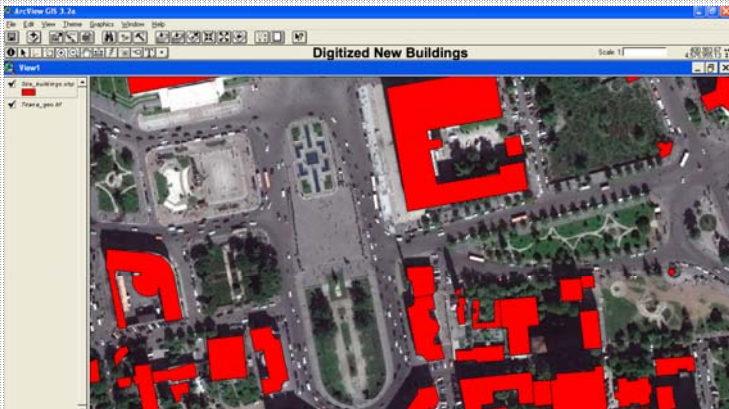 ArcView GIS 3.2a
File Edit View Theme Graphics Window Help
Digitized New Buildings
Scale 1:
View1